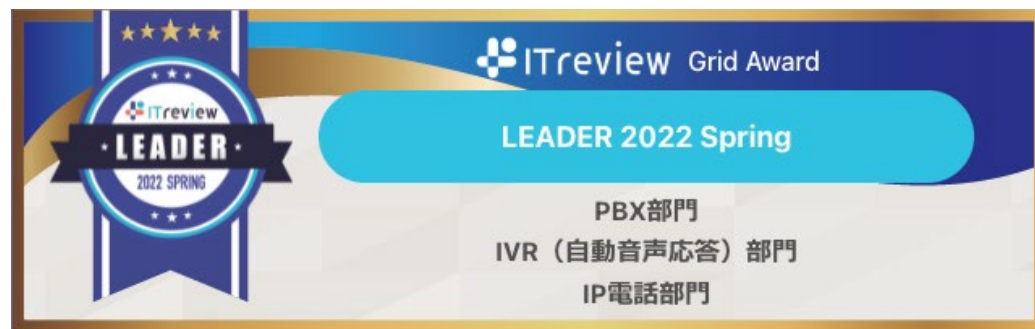 ITreview
LEADER
2022 SPRING
ITreview Grid Award
LEADER 2022 Spring
PBX部門
IVR（自動音声応答）部門
IP電話部門